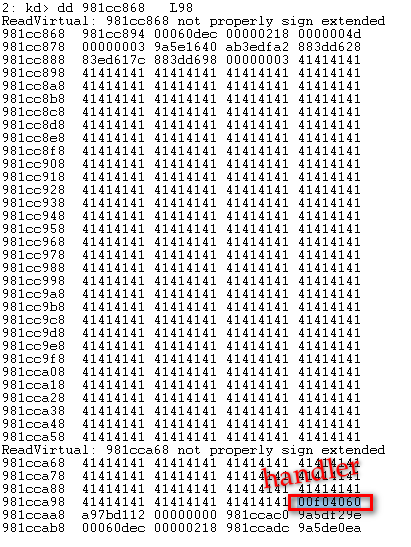 2: kd> dd 981cc868   L98
ReadVirtual: 981cc868 not properly sign extended
981cc868  981cc894 00060dec 00000218 0000004d
981cc878  00000003 9a5e1640 ab3edfa2 883dd628
981cc888  83ed617c 883dd698 00000003 41414141
981cc898  41414141 41414141 41414141 41414141
981cc8a8  41414141 41414141 41414141 41414141
981cc8b8  41414141 41414141 41414141 41414141
981cc8c8  41414141 41414141 41414141 41414141
981cc8d8  41414141 41414141 41414141 41414141
981cc8e8  41414141 41414141 41414141 41414141
981cc8f8  41414141 41414141 41414141 41414141
981cc908  41414141 41414141 41414141 41414141
981cc918  41414141 41414141 41414141 41414141
981cc928  41414141 41414141 41414141 41414141
981cc938  41414141 41414141 41414141 41414141
981cc948  41414141 41414141 41414141 41414141
981cc958  41414141 41414141 41414141 41414141
981cc968  41414141 41414141 41414141 41414141
981cc978  41414141 41414141 41414141 41414141
981cc988  41414141 41414141 41414141 41414141
981cc998  41414141 41414141 41414141 41414141
981cc9a8  41414141 41414141 41414141 41414141
981cc9b8  41414141 41414141 41414141 41414141
981cc9c8  41414141 41414141 41414141 41414141
981cc9d8  41414141 41414141 41414141 41414141
981cc9e8  41414141 41414141 41414141 41414141
981cc9f8  41414141 41414141 41414141 41414141
981cca08  41414141 41414141 41414141 41414141
981cca18  41414141 41414141 41414141 41414141
981cca28  41414141 41414141 41414141 41414141
981cca38  41414141 41414141 41414141 41414141
981cca48  41414141 41414141 41414141 41414141
981cca58  41414141 41414141 41414141 41414141
ReadVirtual: 981cca68 not properly sign extended
981cca68  41414141 41414141 41414141 41414141
handler
981cca78  41414141 41414141 41414141 41414141
981cca88  41414141 41414141 41414141 41414141
981cca98  41414141 41414141 41414141 00f04060
981ccaa8  a97bd112 00000000 981ccac0 9a5df29e
981ccab8  00060dec 00000218 981ccadc 9a5de0ea